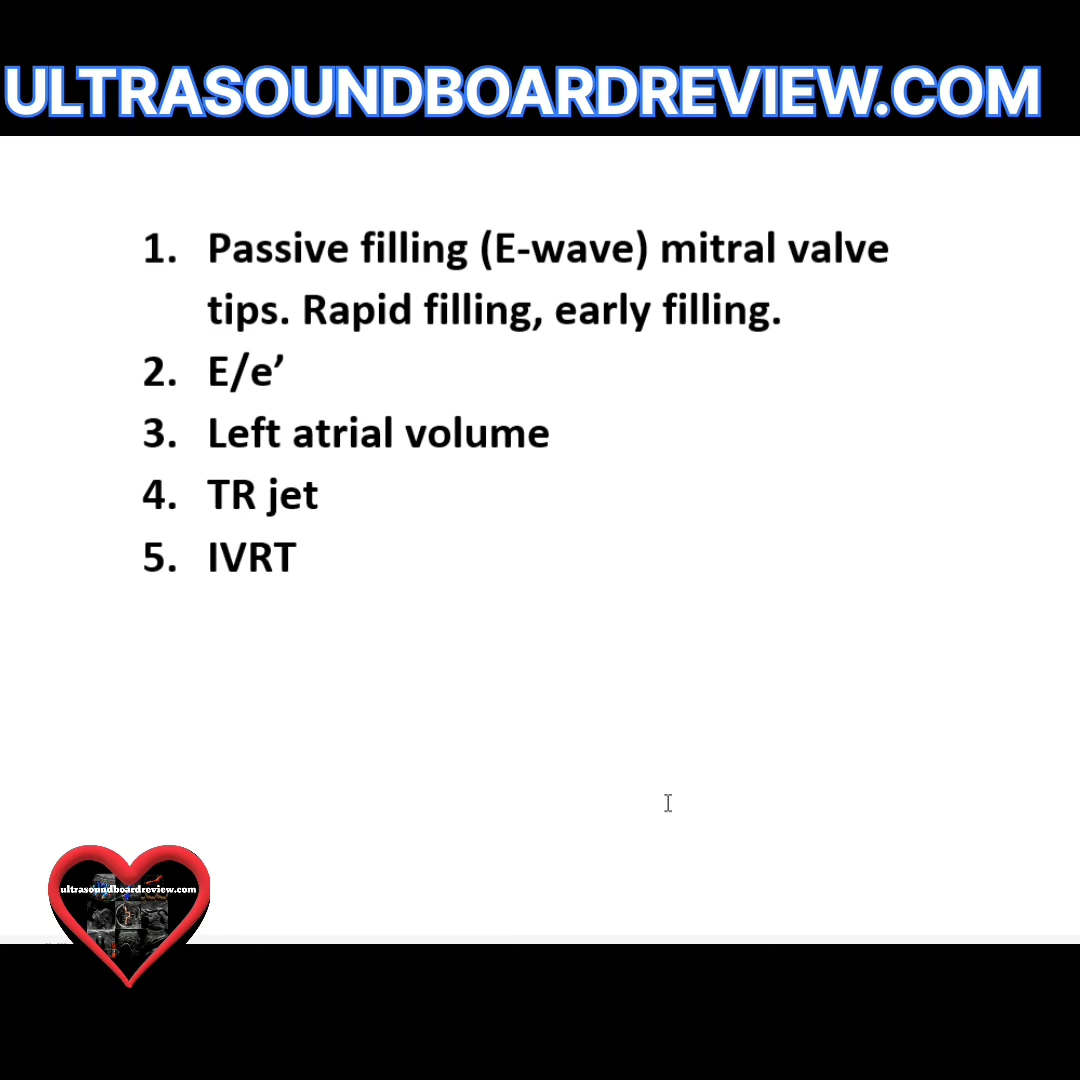 ULTRASOUNDBOARDREVIEW.COM
1. Passive filling (E-wave) mitral valve
tips. Rapid filling, early filling.
2. E/e’
3. Left atrial volume
4. TR jet
5. IVRT
ultrasoundboardreview.com